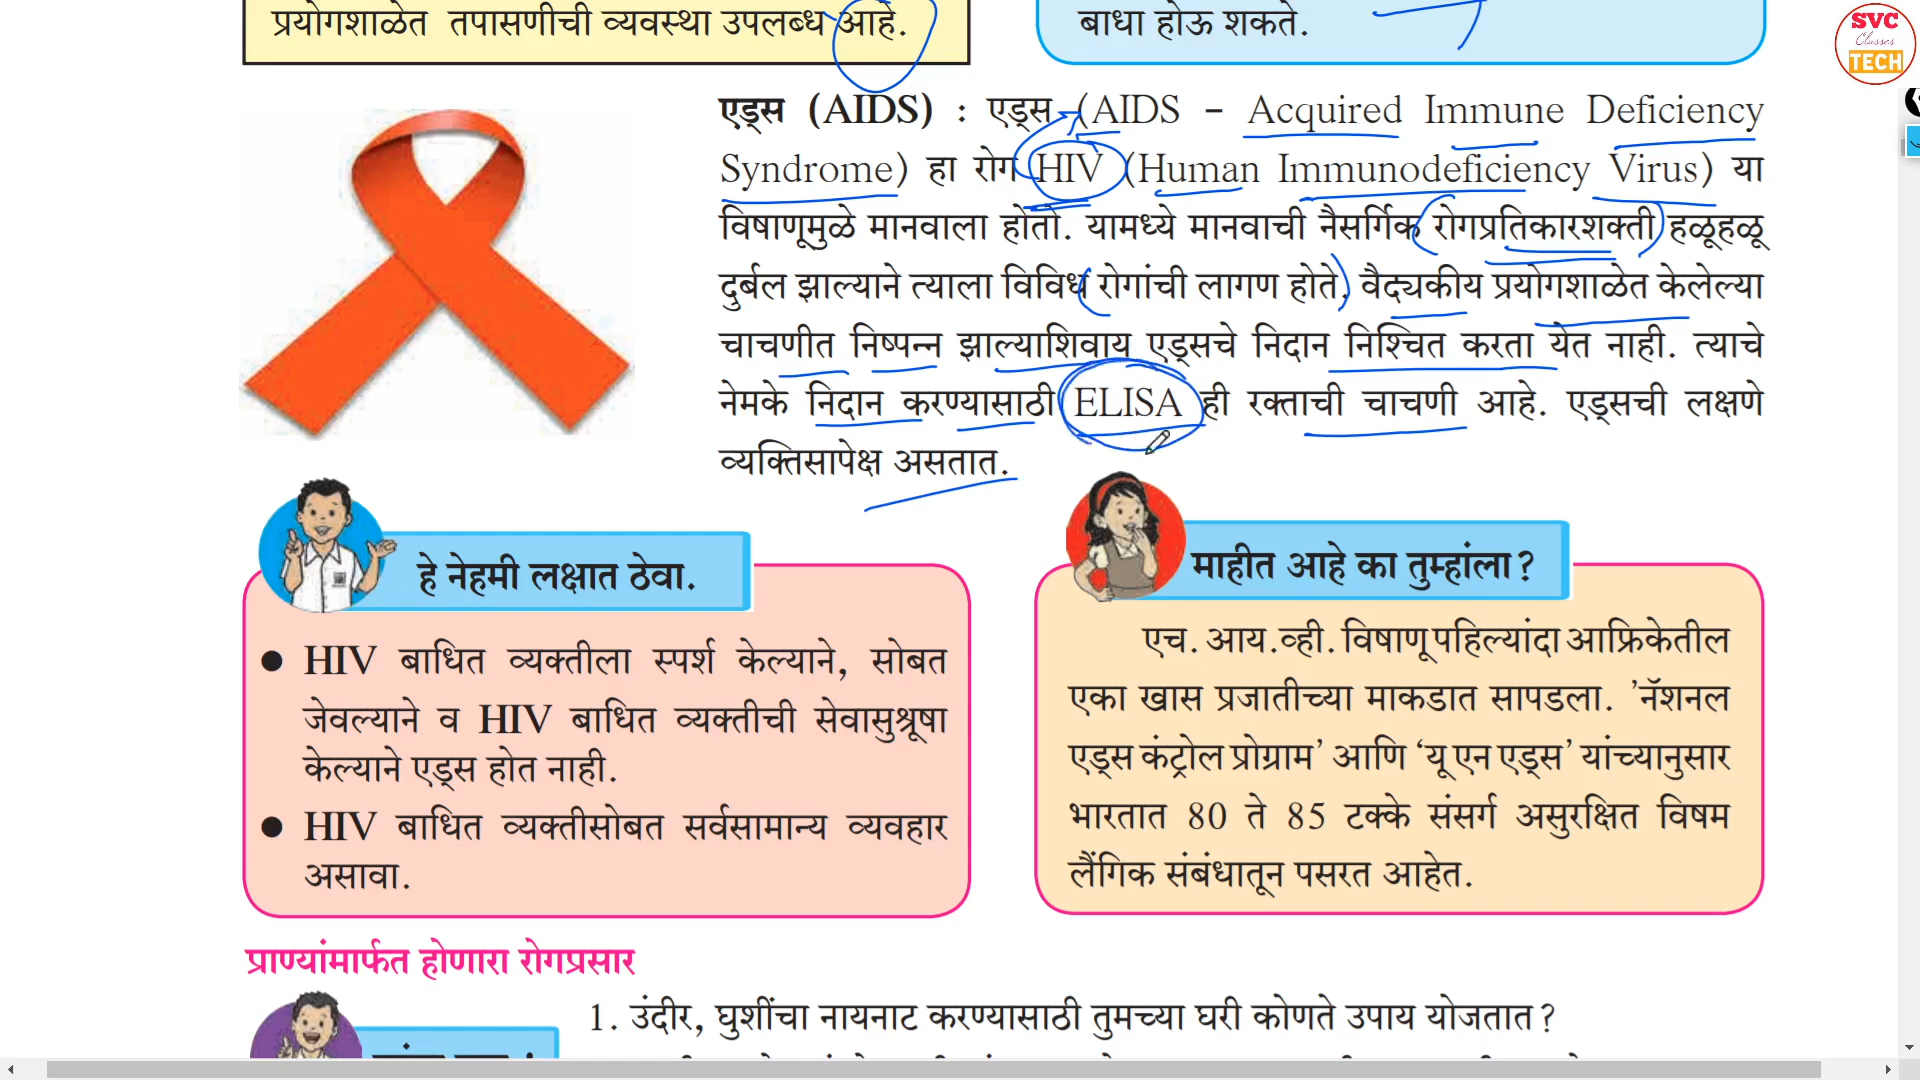 प्रयोगशाळेत तपासणीची व्यवस्था उपलब्ध आहे.
बाधा होऊ शकते.
SVC
Classes
TECH
एड्स (AIDS) : एड्स (AIDS – Acquired Immune Deficiency
Syndrome) हा रोग HIV (Human Immunodeficiency Virus) या
विषाणूमुळे मानवाला होतो. यामध्ये मानवाची नैसर्गिक रोगप्रतिकारशक्ती हळूहळू
दुर्बल झाल्याने त्याला विविध रोगांची लागण होते. वैद्यकीय प्रयोगशाळेत केलेल्या
चाचणीत निष्पन्न झाल्याशिवाय एड्सचे निदान निश्चित करता येत नाही. त्याचे
नेमके निदान करण्यासाठी ELISA ही रक्ताची चाचणी आहे. एड्सची लक्षणे
व्यक्तिसापेक्ष असतात.
हे नेहमी लक्षात ठेवा.
● HIV बाधित व्यक्तीला स्पर्श केल्याने, सोबत
जेवल्याने व HIV बाधित व्यक्तीची सेवासुश्रूषा
केल्याने एड्स होत नाही.
● HIV बाधित व्यक्तीसोबत सर्वसामान्य व्यवहार
असावा.
माहीत आहे का तुम्हांला?
एच. आय.व्ही. विषाणू पहिल्यांदा आफ्रिकेतील
एका खास प्रजातीच्या माकडात सापडला. ’नॅशनल
एड्स कंट्रोल प्रोग्राम’ आणि ‘यू एन एड्स’ यांच्यानुसार
भारतात 80 ते 85 टक्के संसर्ग असुरक्षित विषम
लैंगिक संबंधातून पसरत आहेत.
प्राण्यांमार्फत होणारा रोगप्रसार
1. उंदीर, घुशींचा नायनाट करण्यासाठी तुमच्या घरी कोणते उपाय योजतात?